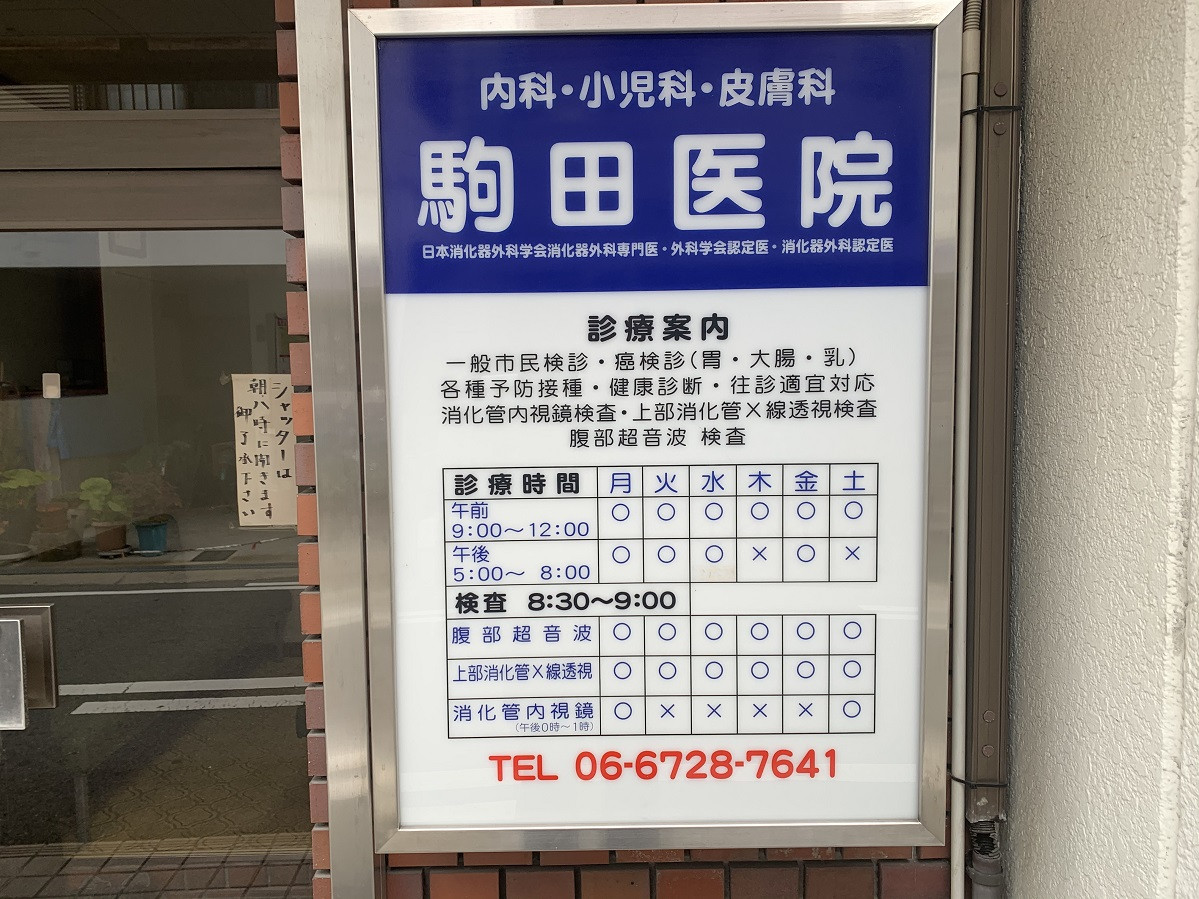 内科・小児科・皮膚科
駒田医院
日本消化器外科学会消化器外科専門医・外科学会認定医・消化器外科認定医
診療案内
一般市民検診・癌検診(胃・大腸・乳)
各種予防接種・健康診断・往診適宜対応
消化管内視鏡検査・上部消化管X線透視検査
腹部超音波 検査
診療時間 月 火 水 木 金 土
午前
9:00～12:00 ○ ○ ○ ○ ○ ○
午後
5:00～ 8:00 ○ ○ ○ × ○ ×
検査 8:30～9:00
腹部超音波 ○ ○ ○ ○ ○ ○
上部消化管X線透視 ○ ○ ○ ○ ○ ○
消化管内視鏡 ○ × × × × ○
(午後0時～1時)
TEL 06-6728-7641
シャッターは
朝八時に開きます
御了承下さい